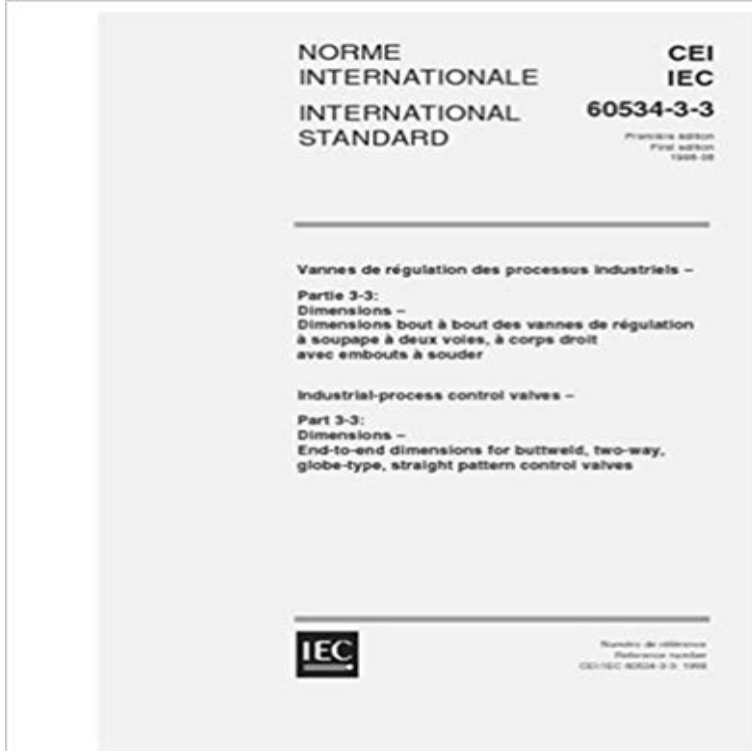 NORME
INTERNATIONALE
CEI
IEC
INTERNATIONAL
STANDARD
60534-3-3
Première édition
First edition
1998-08
Vannes de régulation des processus industriels –
Partie 3-3:
Dimensions –
Dimensions bout à bout des vannes de régulation
à soupape à deux voies, à corps droit
avec embouts à souder
Industrial-process control valves –
Part 3-3:
Dimensions –
End-to-end dimensions for buttweld, two-way,
globe-type, straight pattern control valves
IEC
Numéro de référence
Reference number
CEI/IEC 60534-3-3: 1998